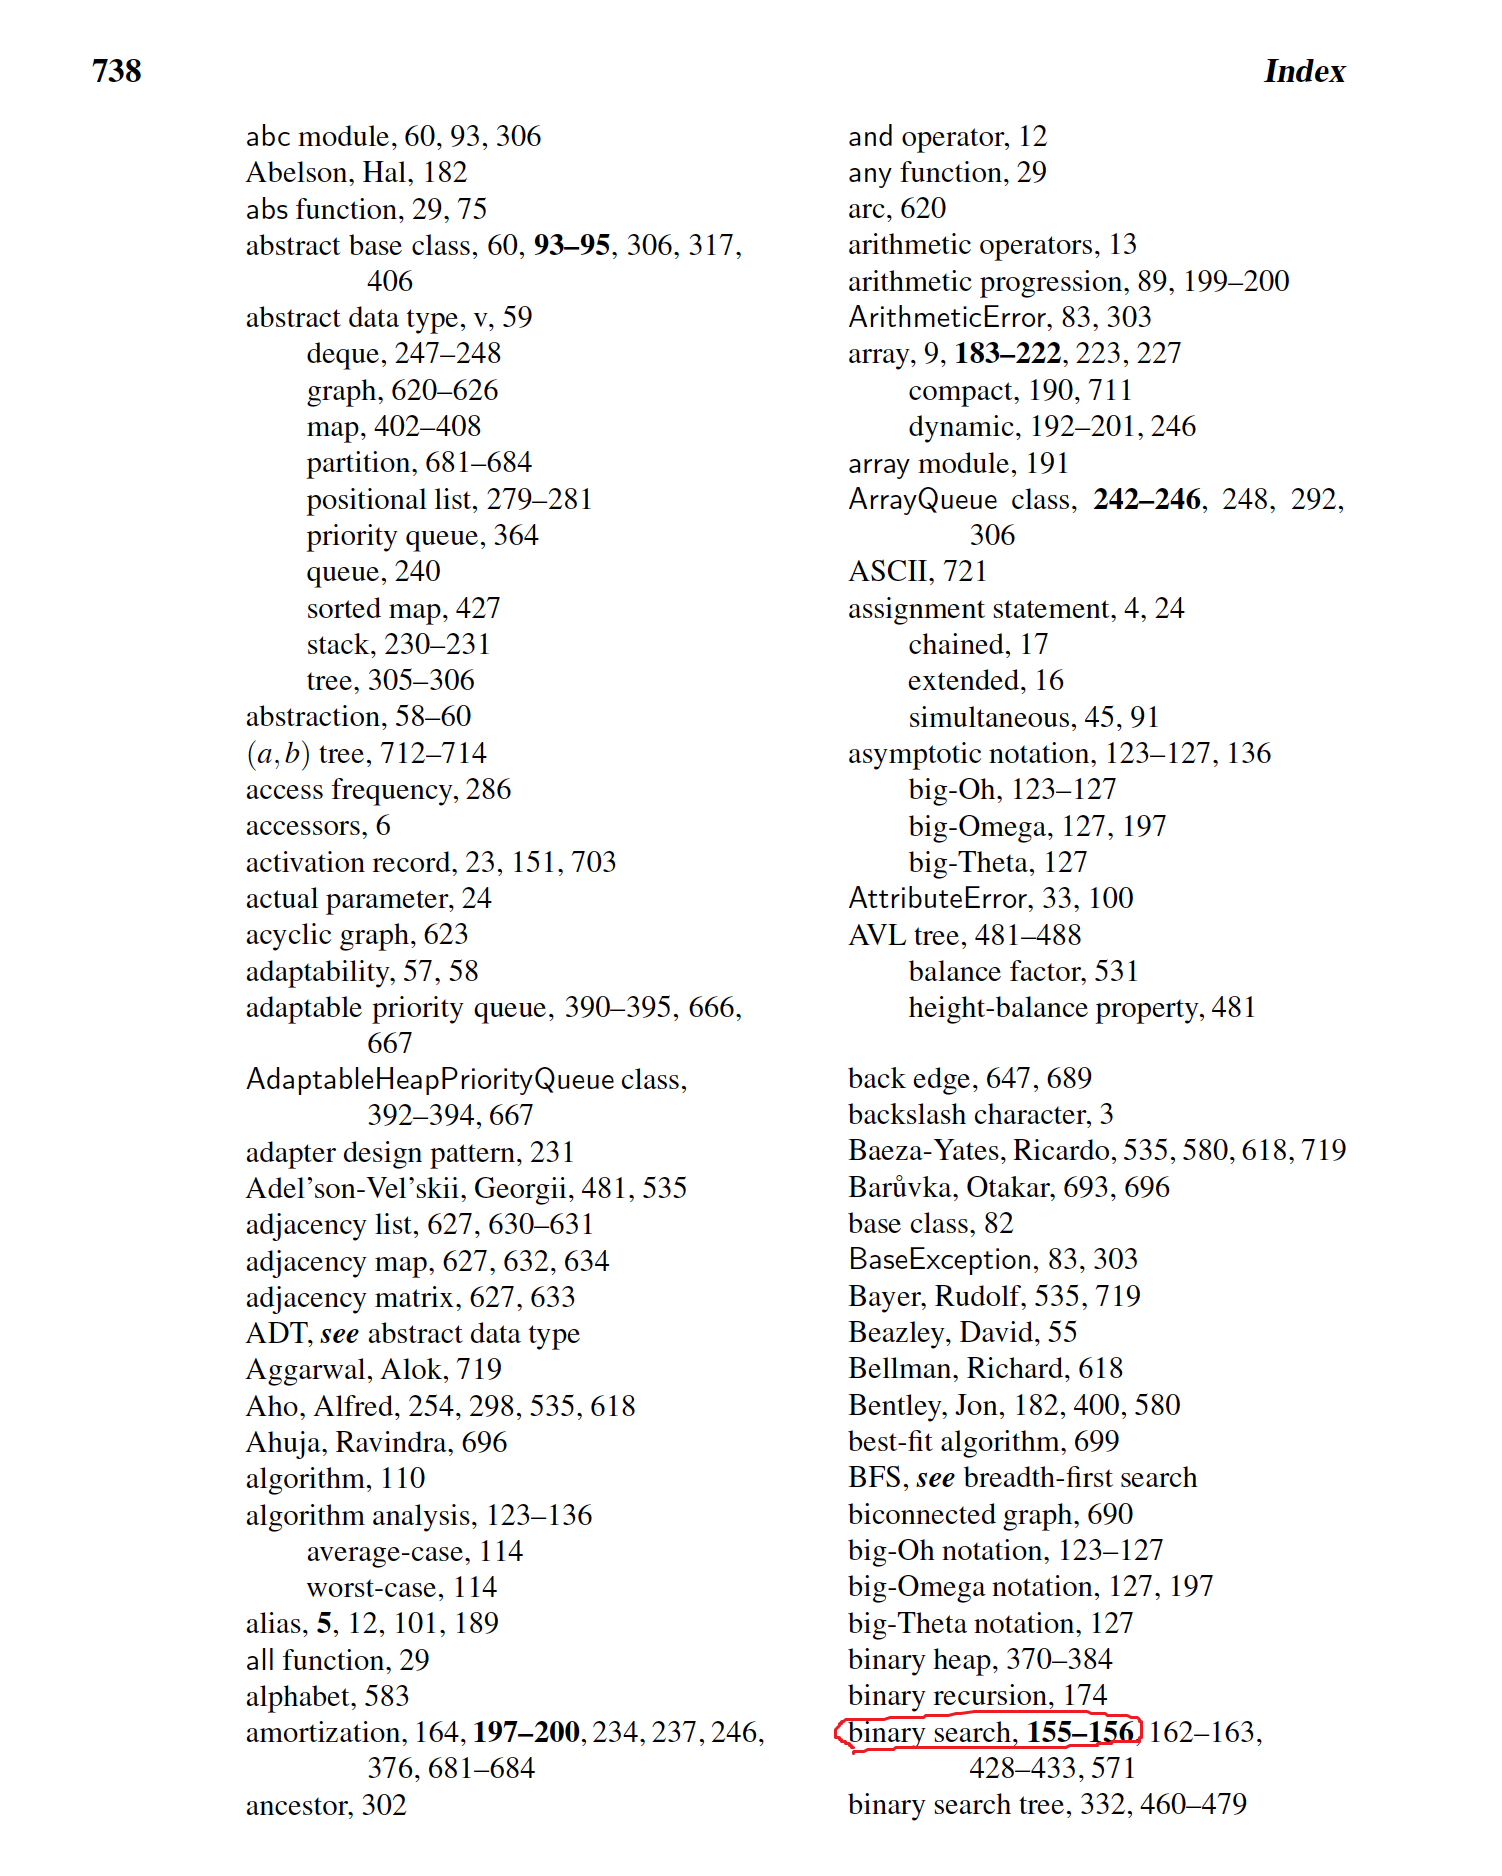 738
Index
abc module, 60, 93, 306
Abelson, Hal, 182
abs function, 29, 75
abstract base class, 60, 93–95, 306, 317,
406
abstract data type, v, 59
deque, 247–248
graph, 620–626
map, 402–408
partition, 681–684
positional list, 279–281
priority queue, 364
queue, 240
sorted map, 427
stack, 230–231
tree, 305–306
abstraction, 58–60
(a,b) tree, 712–714
access frequency, 286
accessors, 6
activation record, 23, 151, 703
actual parameter, 24
acyclic graph, 623
adaptability, 57, 58
adaptable priority queue, 390–395, 666,
667
AdaptableHeapPriorityQueue class,
392–394, 667
adapter design pattern, 231
Adel'son-Vel'skii, Georgii, 481, 535
adjacency list, 627, 630–631
adjacency map, 627, 632, 634
adjacency matrix, 627, 633
ADT, see abstract data type
Aggarwal, Alok, 719
Aho, Alfred, 254, 298, 535, 618
Ahuja, Ravindra, 696
algorithm, 110
algorithm analysis, 123–136
average-case, 114
worst-case, 114
alias, 5, 12, 101, 189
all function, 29
alphabet, 583
amortization, 164, 197–200, 234, 237, 246,
376, 681–684
ancestor, 302
and operator, 12
any function, 29
arc, 620
arithmetic operators, 13
arithmetic progression, 89, 199–200
ArithmeticError, 83, 303
array, 9, 183–222, 223, 227
compact, 190, 711
dynamic, 192–201, 246
array module, 191
ArrayQueue class, 242–246, 248, 292,
306
ASCII, 721
assignment statement, 4, 24
chained, 17
extended, 16
simultaneous, 45, 91
asymptotic notation, 123–127, 136
big-Oh, 123–127
big-Omega, 127, 197
big-Theta, 127
AttributeError, 33, 100
AVL tree, 481–488
balance factor, 531
height-balance property, 481
back edge, 647, 689
backslash character, 3
Baeza-Yates, Ricardo, 535, 580, 618, 719
Barůvka, Otakar, 693, 696
base class, 82
BaseException, 83, 303
Bayer, Rudolf, 535, 719
Beazley, David, 55
Bellman, Richard, 618
Bentley, Jon, 182, 400, 580
best-fit algorithm, 699
BFS, see breadth-first search
biconnected graph, 690
big-Oh notation, 123–127
big-Omega notation, 127, 197
big-Theta notation, 127
binary heap, 370–384
binary recursion, 174
binary search, 155–156, 162–163,
428–433, 571
binary search tree, 332, 460–479